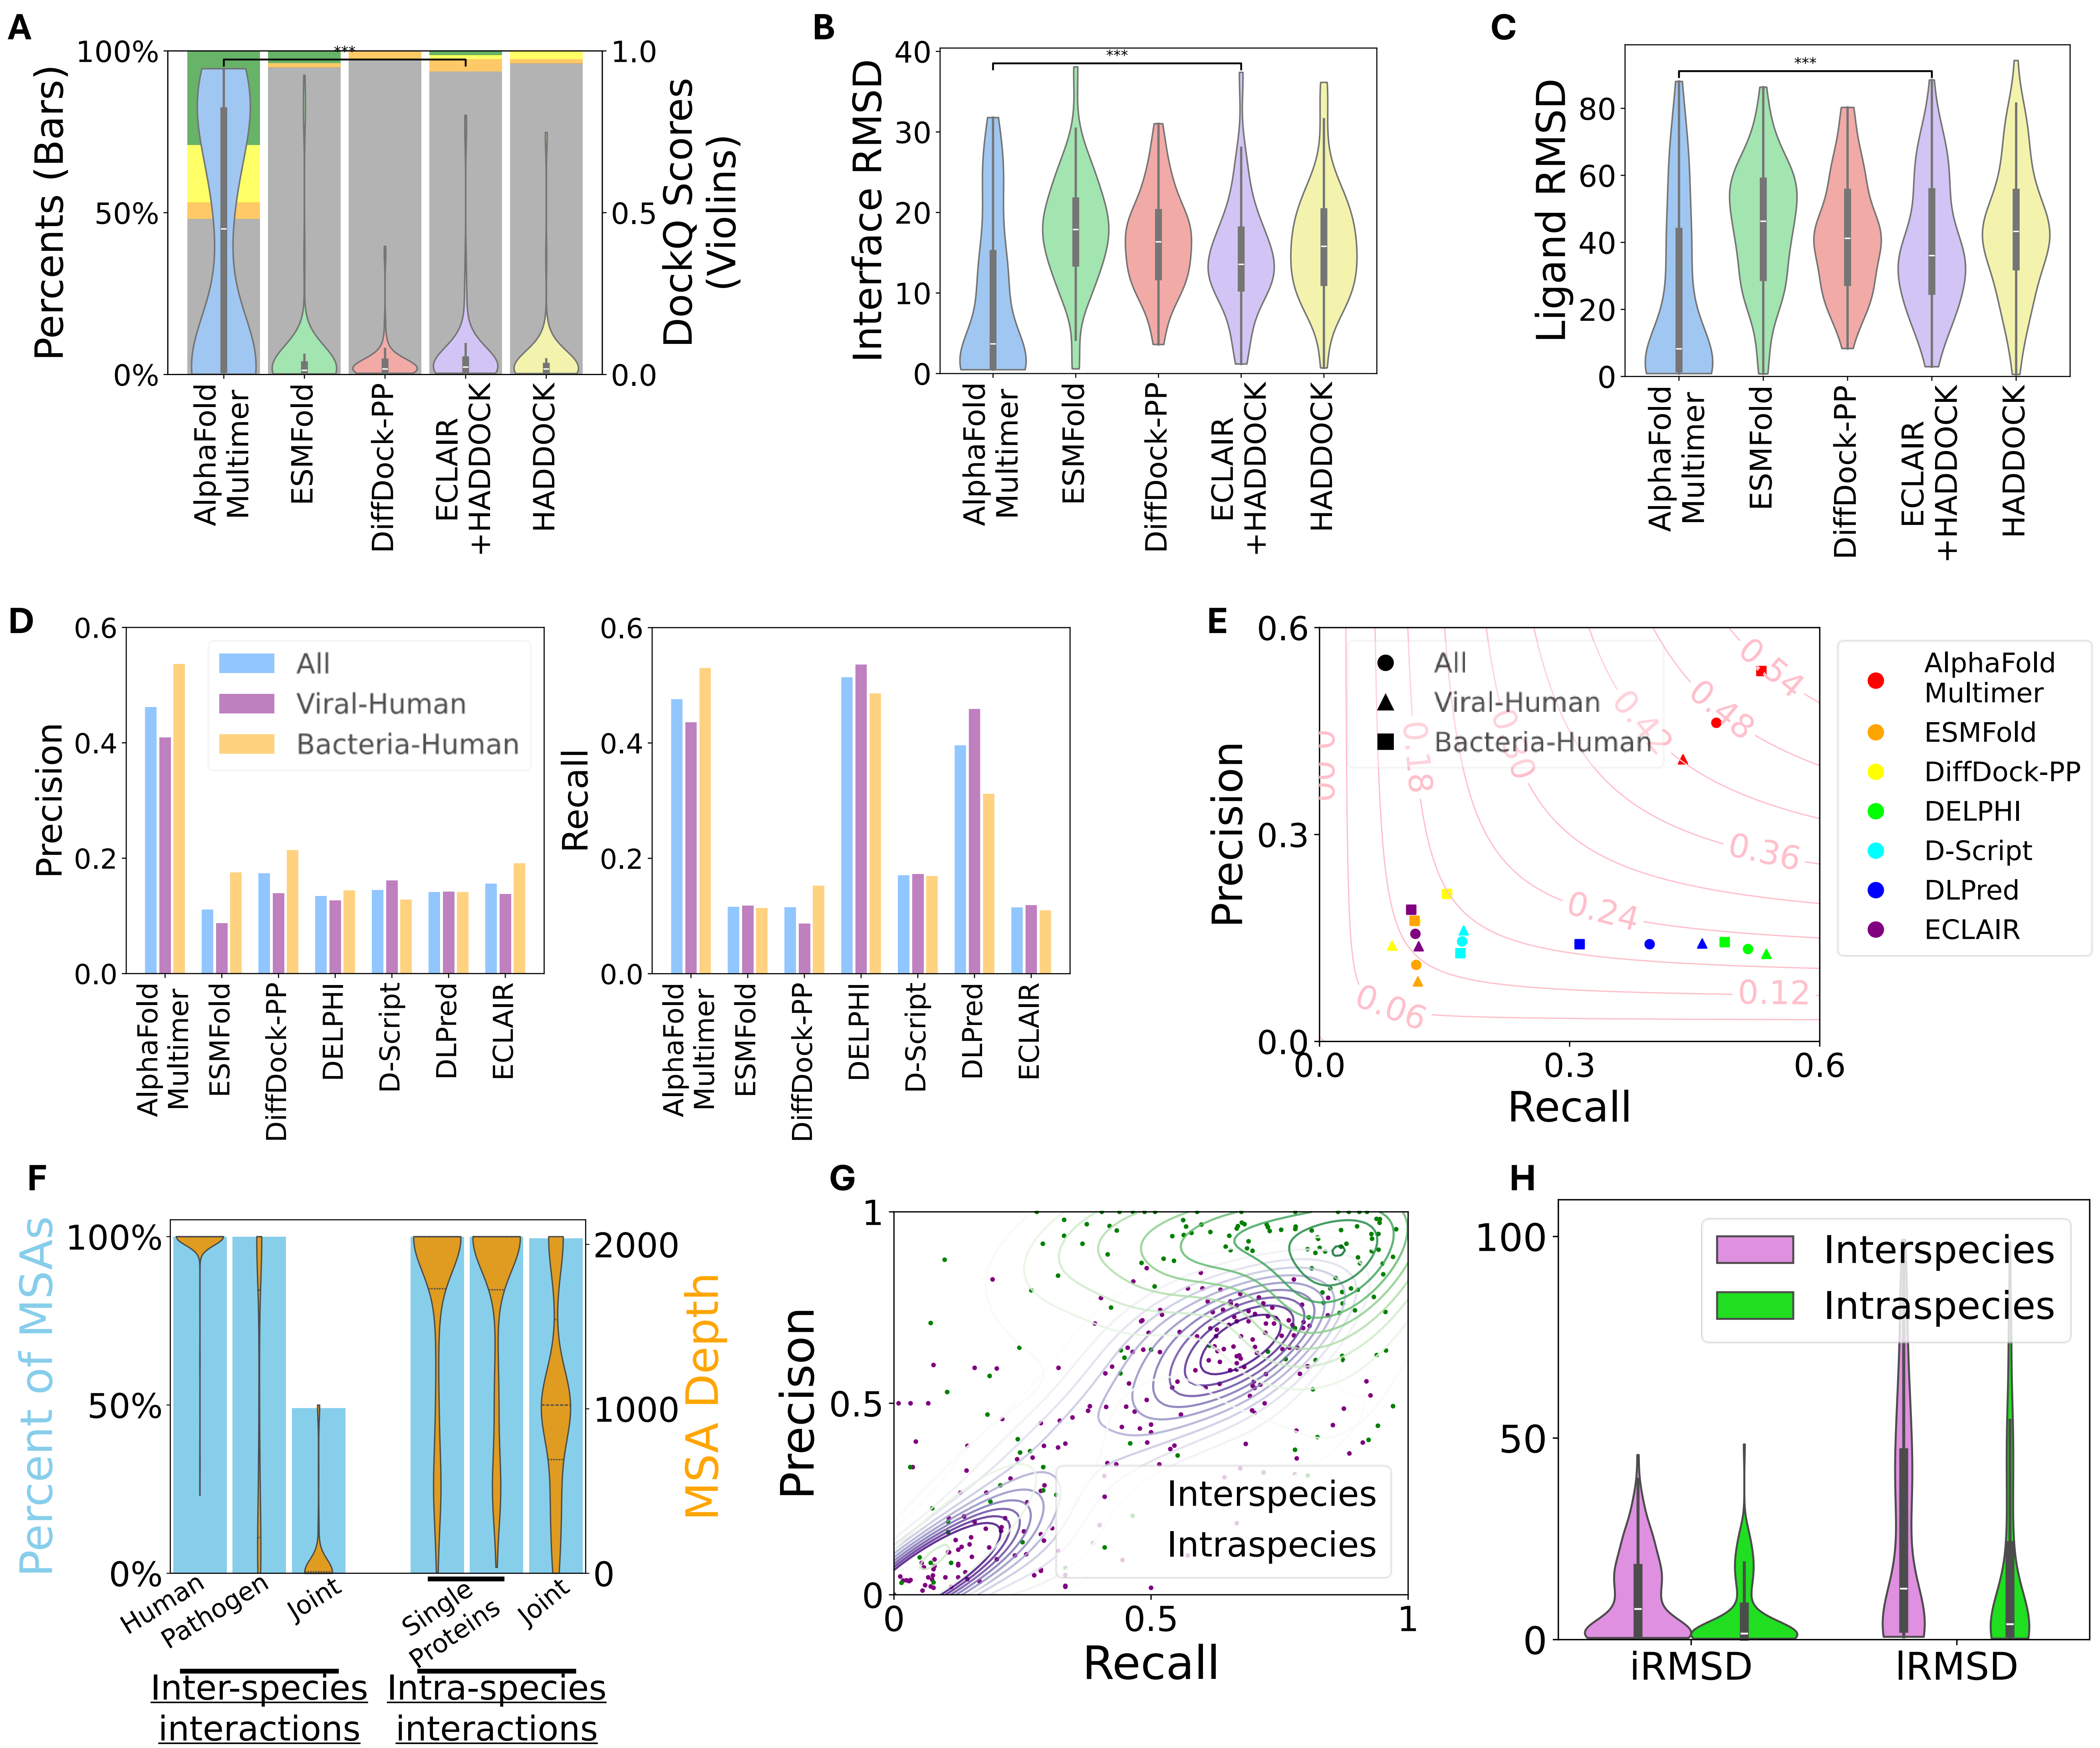 A
100%
50%
0%
Percents (Bars)
***
1.0
0.5
0.0
DockQ Scores
(Violins)
AlphaFold
Multimer
ESMFold
DiffDock-PP
ECLAIR
+HADDOCK
HADDOCK
B
40
30
20
10
0
Interface RMSD
***
AlphaFold
Multimer
ESMFold
DiffDock-PP
ECLAIR
+HADDOCK
HADDOCK
C
80
60
40
20
0
Ligand RMSD
***
AlphaFold
Multimer
ESMFold
DiffDock-PP
ECLAIR
+HADDOCK
HADDOCK
D
0.6
0.4
0.2
0.0
Precision
All
Viral-Human
Bacteria-Human
AlphaFold
Multimer
ESMFold
DiffDock-PP
DELPHI
D-Script
DLPred
ECLAIR
0.6
0.4
0.2
0.0
Recall
AlphaFold
Multimer
ESMFold
DiffDock-PP
DELPHI
D-Script
DLPred
ECLAIR
E
0.6
0.3
0.0
Precision
All
Viral-Human
Bacteria-Human
0.00
0.18
0.30
0.42
0.48
0.54
0.36
0.24
0.12
0.06
0.0
0.3
0.6
Recall
AlphaFold
Multimer
ESMFold
DiffDock-PP
DELPHI
D-Script
DLPred
ECLAIR
F
100%
50%
0%
Percent of MSAs
2000
1000
0
MSA Depth
Human
Pathogen
Joint
Single
Proteins
Joint
Inter-species
interactions
Intra-species
interactions
G
1
0.5
0
Precison
Interspecies
Intraspecies
0
0.5
1
Recall
H
100
50
0
Interspecies
Intraspecies
iRMSD
lRMSD